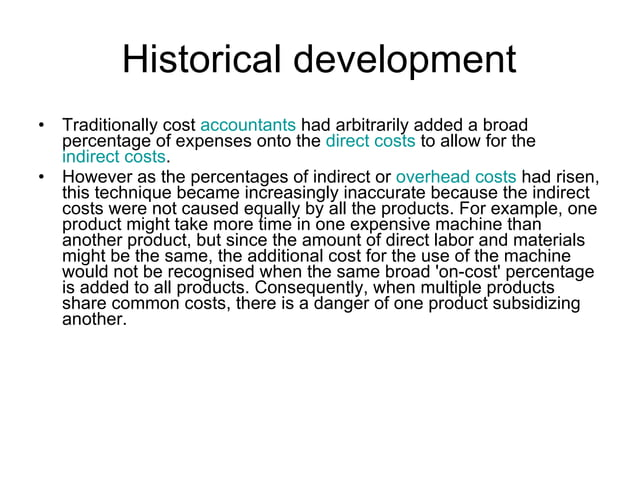 Historical development
• Traditionally cost accountants had arbitrarily added a broad
percentage of expenses onto the direct costs to allow for the
indirect costs.
• However as the percentages of indirect or overhead costs had risen,
this technique became increasingly inaccurate because the indirect
costs were not caused equally by all the products. For example, one
product might take more time in one expensive machine than
another product, but since the amount of direct labor and materials
might be the same, the additional cost for the use of the machine
would not be recognised when the same broad 'on-cost' percentage
is added to all products. Consequently, when multiple products
share common costs, there is a danger of one product subsidizing
another.